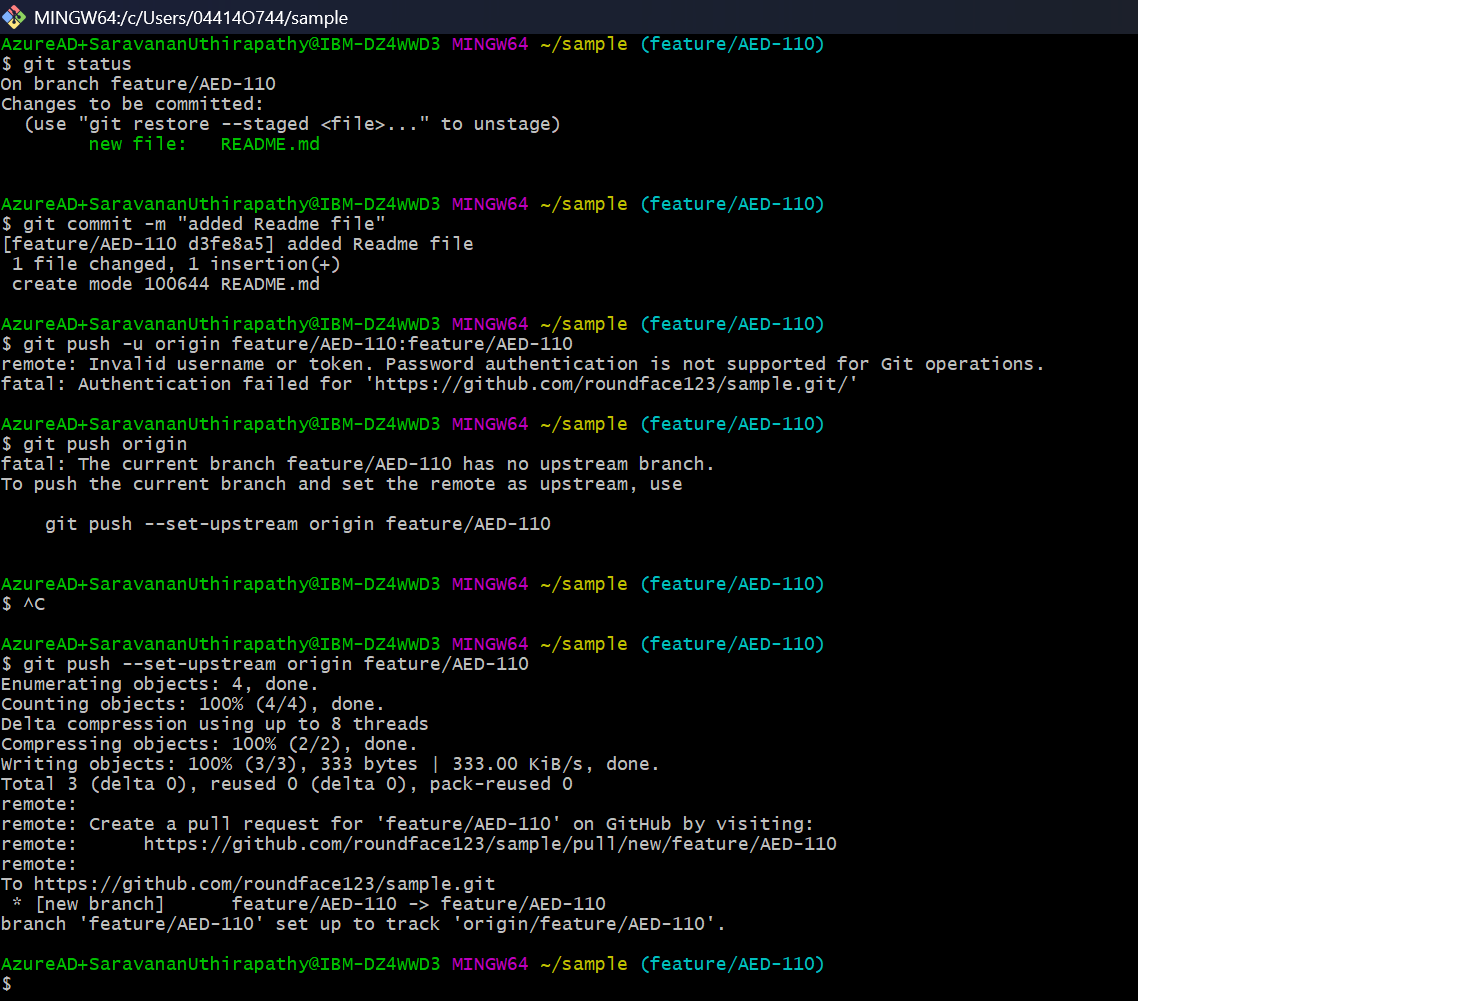 MINGW64:/c/Users/04414O744/sample
AzureAD+SaravananUthirapathy@IBM-DZ4WWD3 MINGW64 ~/sample (feature/AED-110)
$ git status
On branch feature/AED-110
Changes to be committed:
  (use "git restore --staged <file>..." to unstage)
        new file:   README.md
AzureAD+SaravananUthirapathy@IBM-DZ4WWD3 MINGW64 ~/sample (feature/AED-110)
$ git commit -m "added Readme file"
[feature/AED-110 d3fe8a5] added Readme file
 1 file changed, 1 insertion(+)
 create mode 100644 README.md
AzureAD+SaravananUthirapathy@IBM-DZ4WWD3 MINGW64 ~/sample (feature/AED-110)
$ git push -u origin feature/AED-110:feature/AED-110
remote: Invalid username or token. Password authentication is not supported for Git operations.
fatal: Authentication failed for 'https://github.com/roundface123/sample.git/'
AzureAD+SaravananUthirapathy@IBM-DZ4WWD3 MINGW64 ~/sample (feature/AED-110)
$ git push origin
fatal: The current branch feature/AED-110 has no upstream branch.
To push the current branch and set the remote as upstream, use
    git push --set-upstream origin feature/AED-110
AzureAD+SaravananUthirapathy@IBM-DZ4WWD3 MINGW64 ~/sample (feature/AED-110)
$ ^C
AzureAD+SaravananUthirapathy@IBM-DZ4WWD3 MINGW64 ~/sample (feature/AED-110)
$ git push --set-upstream origin feature/AED-110
Enumerating objects: 4, done.
Counting objects: 100% (4/4), done.
Delta compression using up to 8 threads
Compressing objects: 100% (2/2), done.
Writing objects: 100% (3/3), 333 bytes | 333.00 KiB/s, done.
Total 3 (delta 0), reused 0 (delta 0), pack-reused 0
remote:
remote: Create a pull request for 'feature/AED-110' on GitHub by visiting:
remote:      https://github.com/roundface123/sample/pull/new/feature/AED-110
remote:
To https://github.com/roundface123/sample.git
 * [new branch]      feature/AED-110 -> feature/AED-110
branch 'feature/AED-110' set up to track 'origin/feature/AED-110'.
AzureAD+SaravananUthirapathy@IBM-DZ4WWD3 MINGW64 ~/sample (feature/AED-110)
$